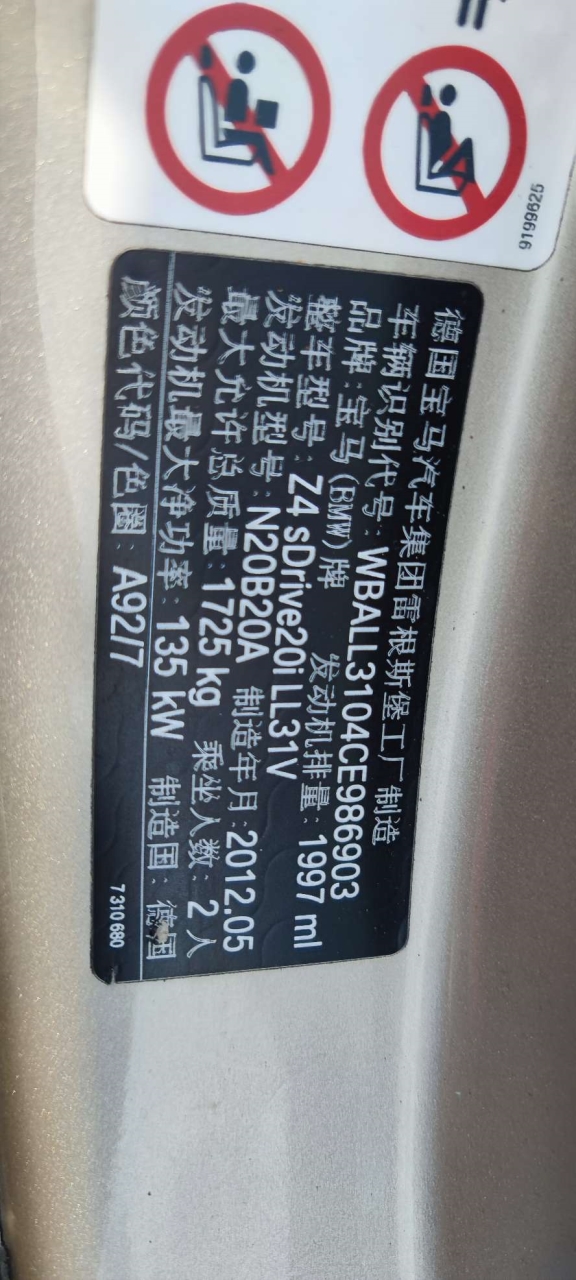 9199626
德国宝马汽车集团雷根斯堡工厂 制造
车辆识别代号: WBALL3104CE986903
品牌: 宝马(BMW)牌 发动机排量: 1997 ml
整车型号: Z4 sDrive20i LL31V
发动机型号: N20B20A 制造年月: 2012.05
最大允许总质量: 1725 kg 乘坐人数: 2 人
发动机最大净功率: 135 kW 制造国: 德国
颜色代码/色圈: A92/7
7 310 680